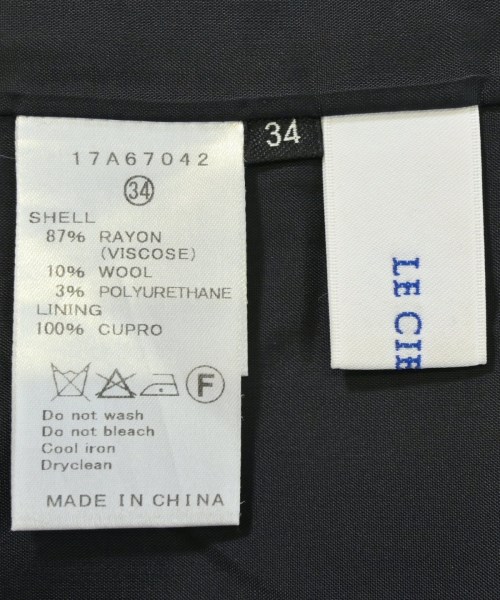 17A67042
34
SHELL
87% RAYON
(VISCOSE)
10% WOOL
3% POLYURETHANE
LINING
100% CUPRO
F
Do not wash
Do not bleach
Cool iron
Dryclean
MADE IN CHINA
34
LE CIE